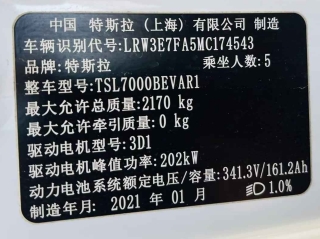 中国 特斯拉（上海）有限公司 制造
车辆识别代号:LRW3E7FA5MC174543
品牌:特斯拉 乘坐人数:5
整车型号:TSL7000BEVAR1
最大允许总质量:2170 kg
最大允许牵引质量:0 kg
驱动电机型号:3D1
驱动电机峰值功率:202kW
动力电池系统额定电压/容量:341.3V/161.2Ah
制造年月:2021 年 01 月 1.0%